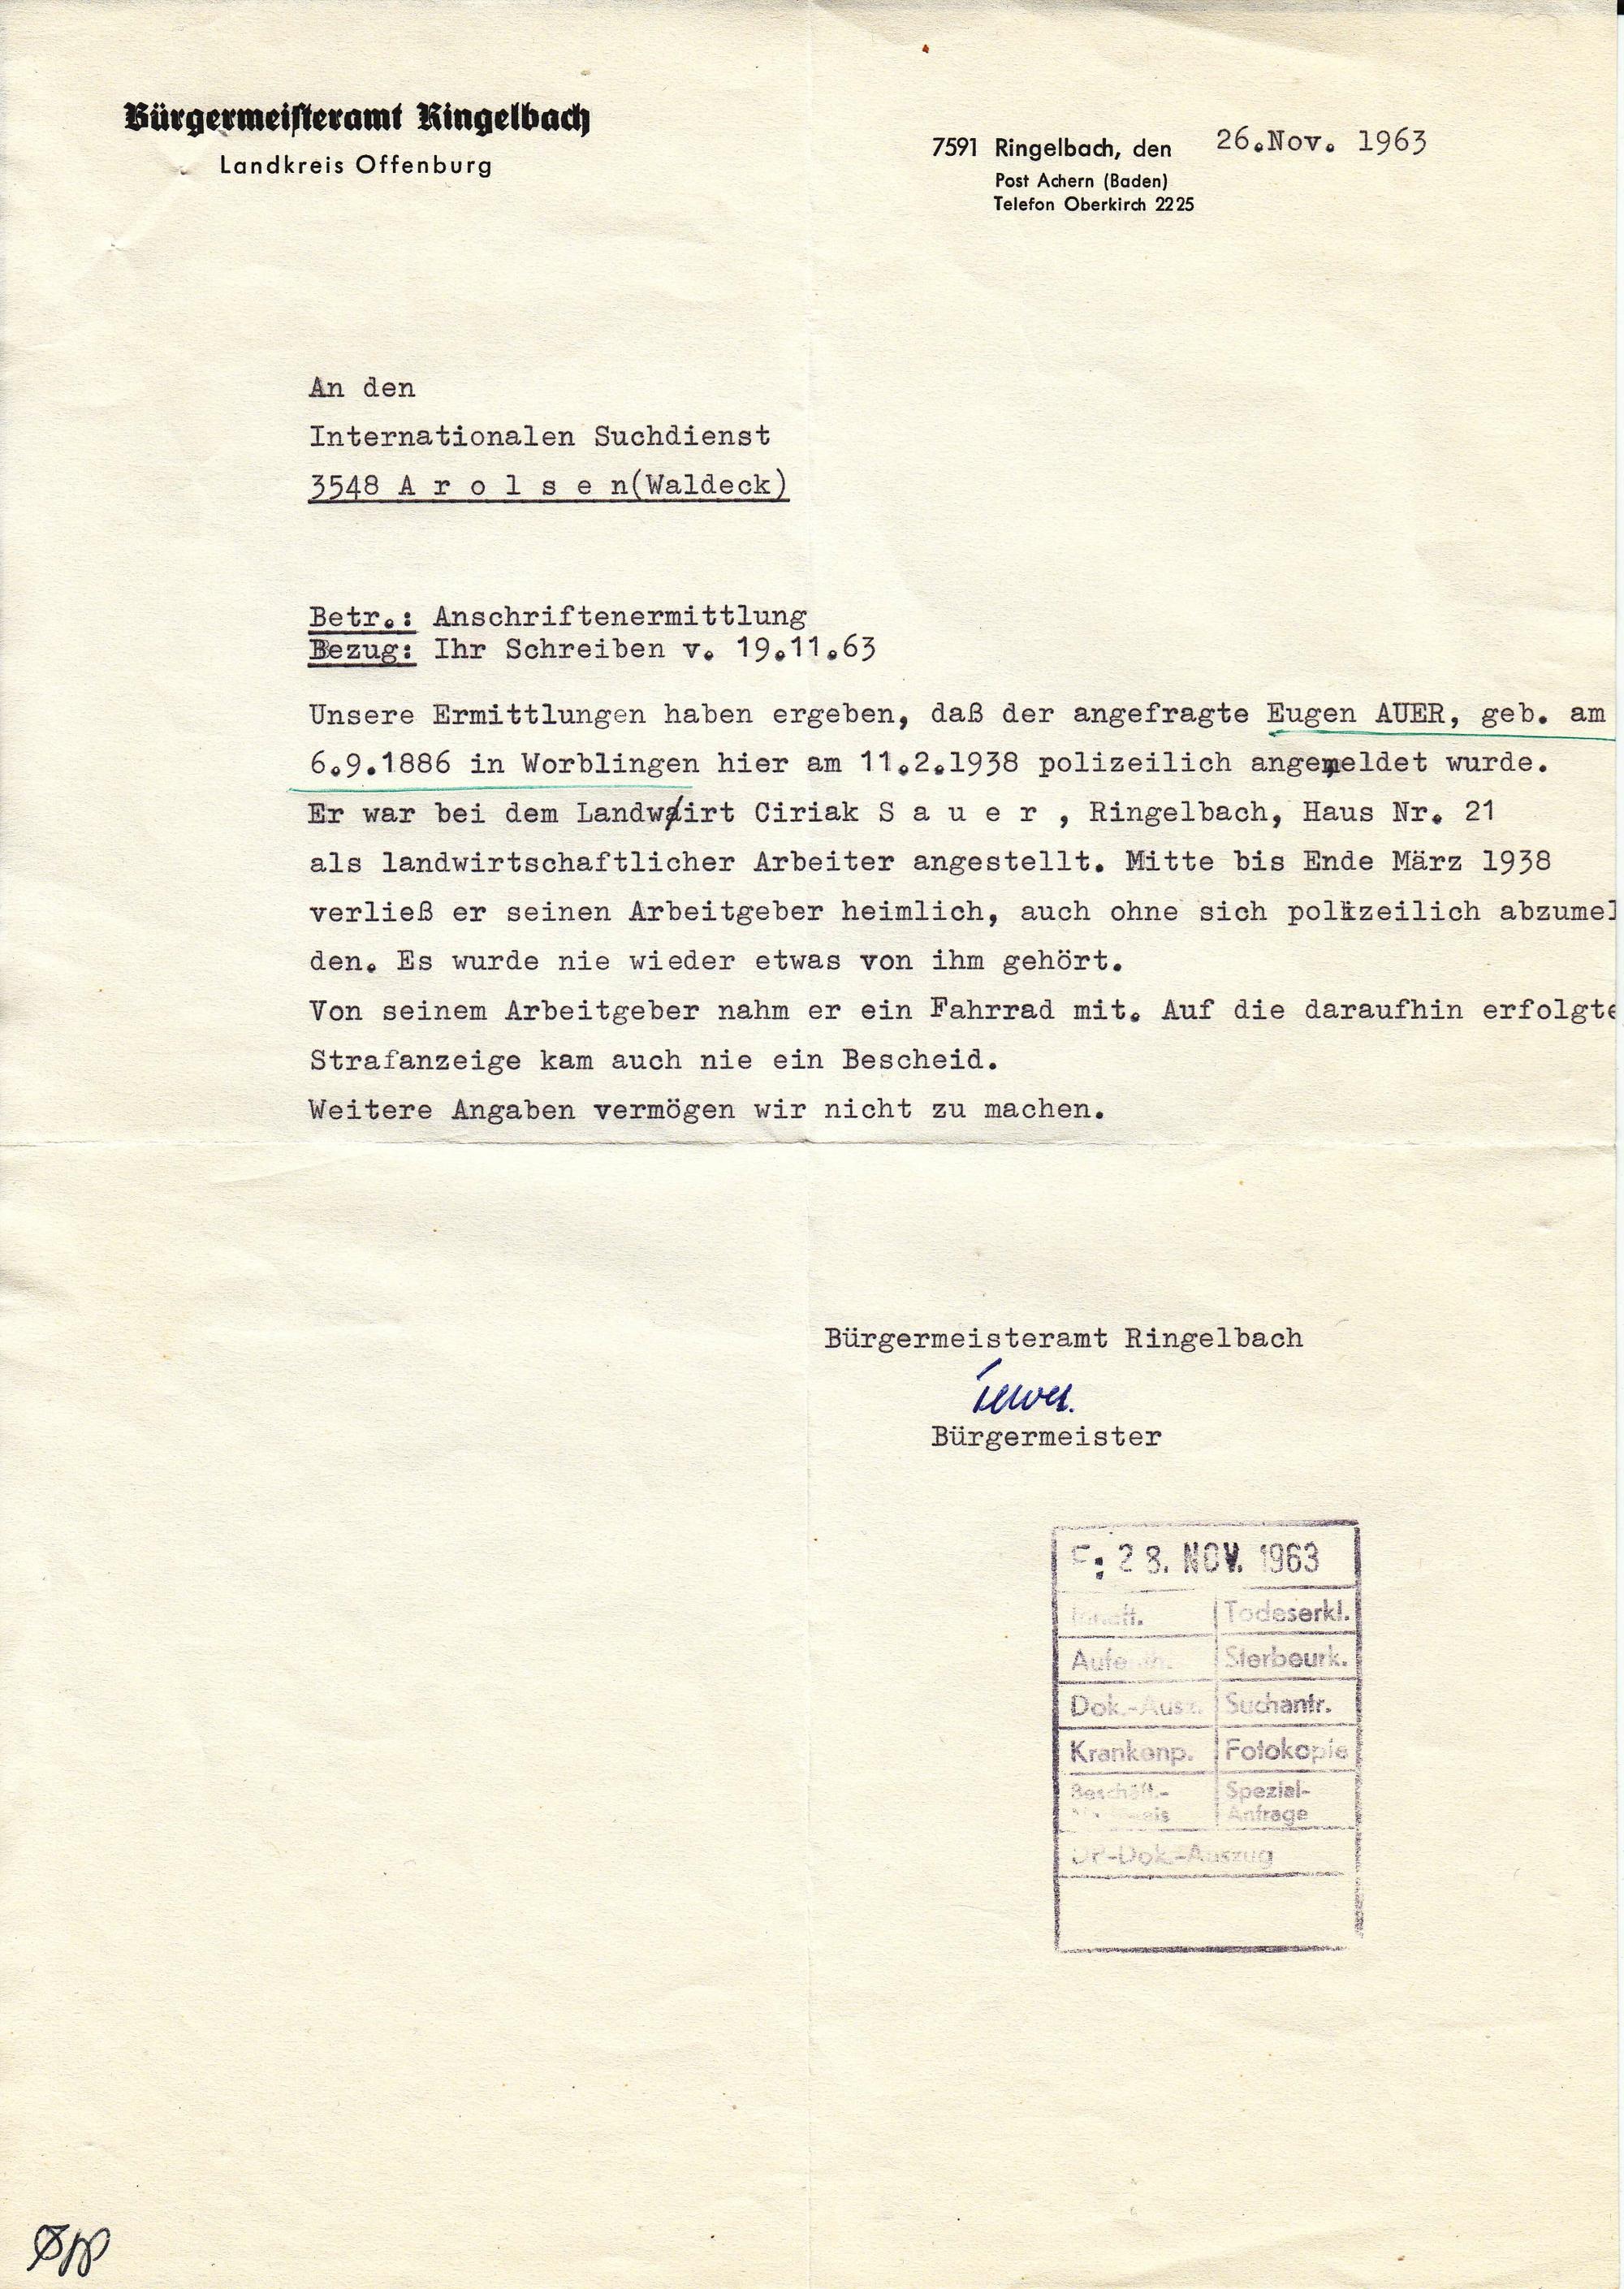 Bürgermeisteramt Ringelbach
Landkreis Offenburg
7591 Ringelbach, den 26.Nov. 1963
Post Achern (Baden)
Telefon Oberkirch 2225
An den
Internationalen Suchdienst
3548 A r o l s e n(Waldeck)
Betr.: Anschriftenermittlung
Bezug: Ihr Schreiben v. 19.11.63
Unsere Ermittlungen haben ergeben, daß der angefragte Eugen AUER, geb. am
6.9.1886 in Worblingen hier am 11.2.1938 polizeilich angemeldet wurde.
Er war bei dem Landwirt Ciriak S a u e r , Ringelbach, Haus Nr. 21
als landwirtschaftlicher Arbeiter angestellt. Mitte bis Ende März 1938
verließ er seinen Arbeitgeber heimlich, auch ohne sich polizeilich abzumel
den. Es wurde nie wieder etwas von ihm gehört.
Von seinem Arbeitgeber nahm er ein Fahrrad mit. Auf die daraufhin erfolgte
Strafanzeige kam auch nie ein Bescheid.
Weitere Angaben vermögen wir nicht zu machen.
Bürgermeisteramt Ringelbach
Bürgermeister
28. NOV. 1963
Todeserkl.
Sterbeurk.
Dok.-Ausz. Suchantr.
Krankenp. Fotokopie
Beschäft.- Spezial-
Anfrage
DP-Dok.-Auszug